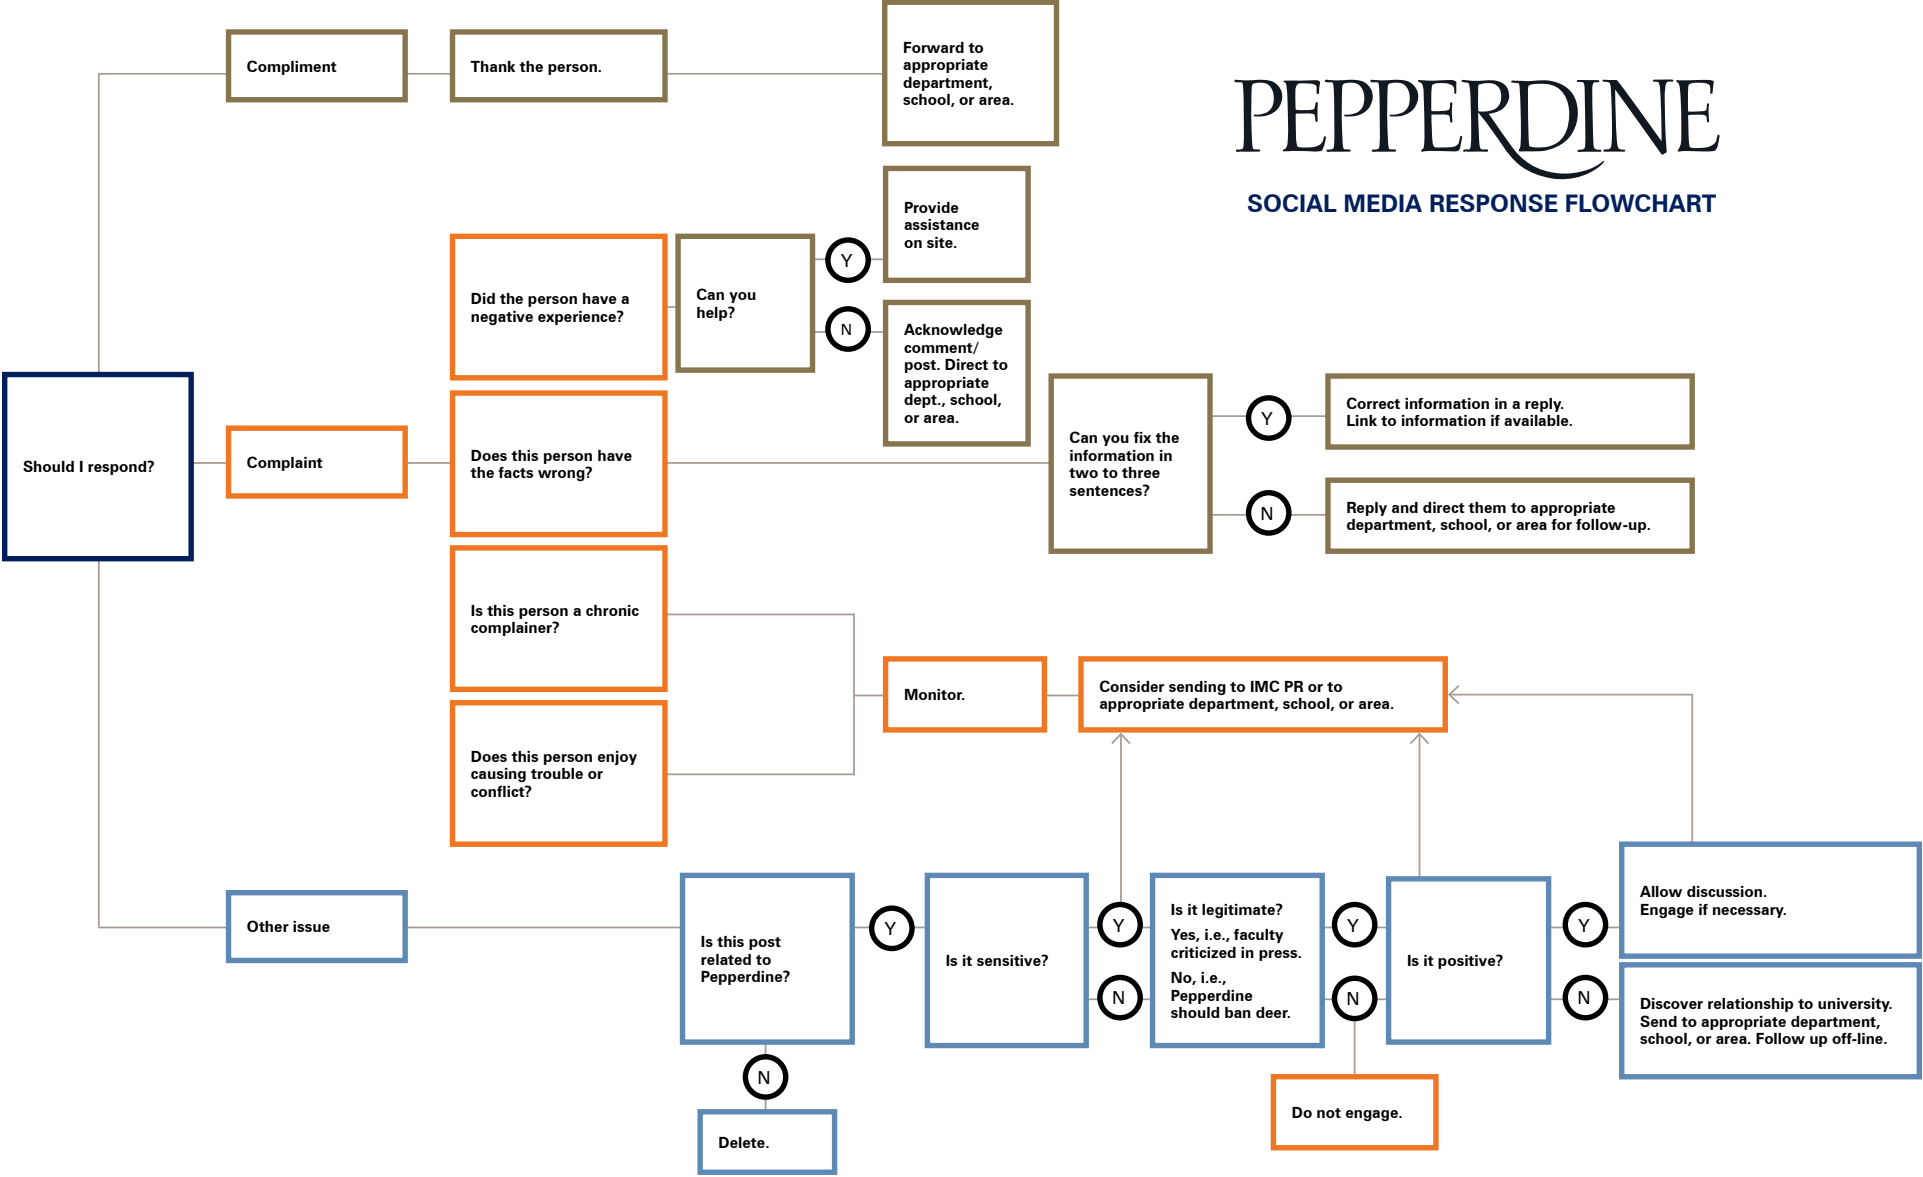 PEPPERDINE
SOCIAL MEDIA RESPONSE FLOWCHART
Should I respond?
Compliment
Thank the person.
Forward to
appropriate
department,
school, or area.
Complaint
Did the person have a
negative experience?
Can you
help?
Y
Provide
assistance
on site.
N
Acknowledge
comment/
post. Direct to
appropriate
dept., school,
or area.
Does this person have
the facts wrong?
Can you fix the
information in
two to three
sentences?
Y
Correct information in a reply.
Link to information if available.
N
Reply and direct them to appropriate
department, school, or area for follow-up.
Is this person a chronic
complainer?
Does this person enjoy
causing trouble or
conflict?
Monitor.
Consider sending to IMC PR or to
appropriate department, school, or area.
Other issue
Is this post
related to
Pepperdine?
Y
N
Delete.
Is it sensitive?
Y
N
Is it legitimate?
Yes, i.e., faculty
criticized in press.
No, i.e.,
Pepperdine
should ban deer.
Y
N
Do not engage.
Is it positive?
Y
Allow discussion.
Engage if necessary.
N
Discover relationship to university.
Send to appropriate department,
school, or area. Follow up off-line.